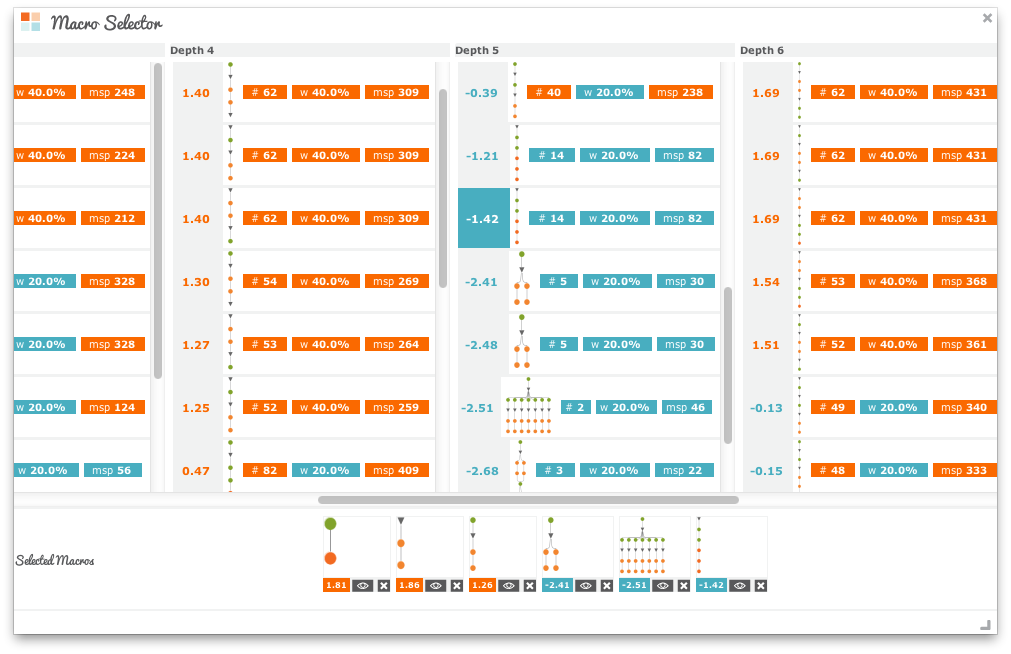 Macro Selector
×
Depth 4 Depth 5 Depth 6
w 40.0% msp 248 1.40 # 62 w 40.0% msp 309 -0.39 # 40 w 20.0% msp 238 1.69 # 62 w 40.0% msp 431
w 40.0% msp 224 1.40 # 62 w 40.0% msp 309 -1.21 # 14 w 20.0% msp 82 1.69 # 62 w 40.0% msp 431
w 40.0% msp 212 1.40 # 62 w 40.0% msp 309 -1.42 # 14 w 20.0% msp 82 1.69 # 62 w 40.0% msp 431
w 20.0% msp 328 1.30 # 54 w 40.0% msp 269 -2.41 # 5 w 20.0% msp 30 1.54 # 53 w 40.0% msp 368
w 20.0% msp 328 1.27 # 53 w 40.0% msp 264 -2.48 # 5 w 20.0% msp 30 1.51 # 52 w 40.0% msp 361
w 20.0% msp 124 1.25 # 52 w 40.0% msp 259 -2.51 # 2 w 20.0% msp 46 -0.13 # 49 w 20.0% msp 340
w 20.0% msp 56 0.47 # 82 w 20.0% msp 409 -2.68 # 3 w 20.0% msp 22 -0.15 # 48 w 20.0% msp 333
Selected Macros
1.81 × 1.86 × 1.26 × -2.41 × -2.51 × -1.42 ×